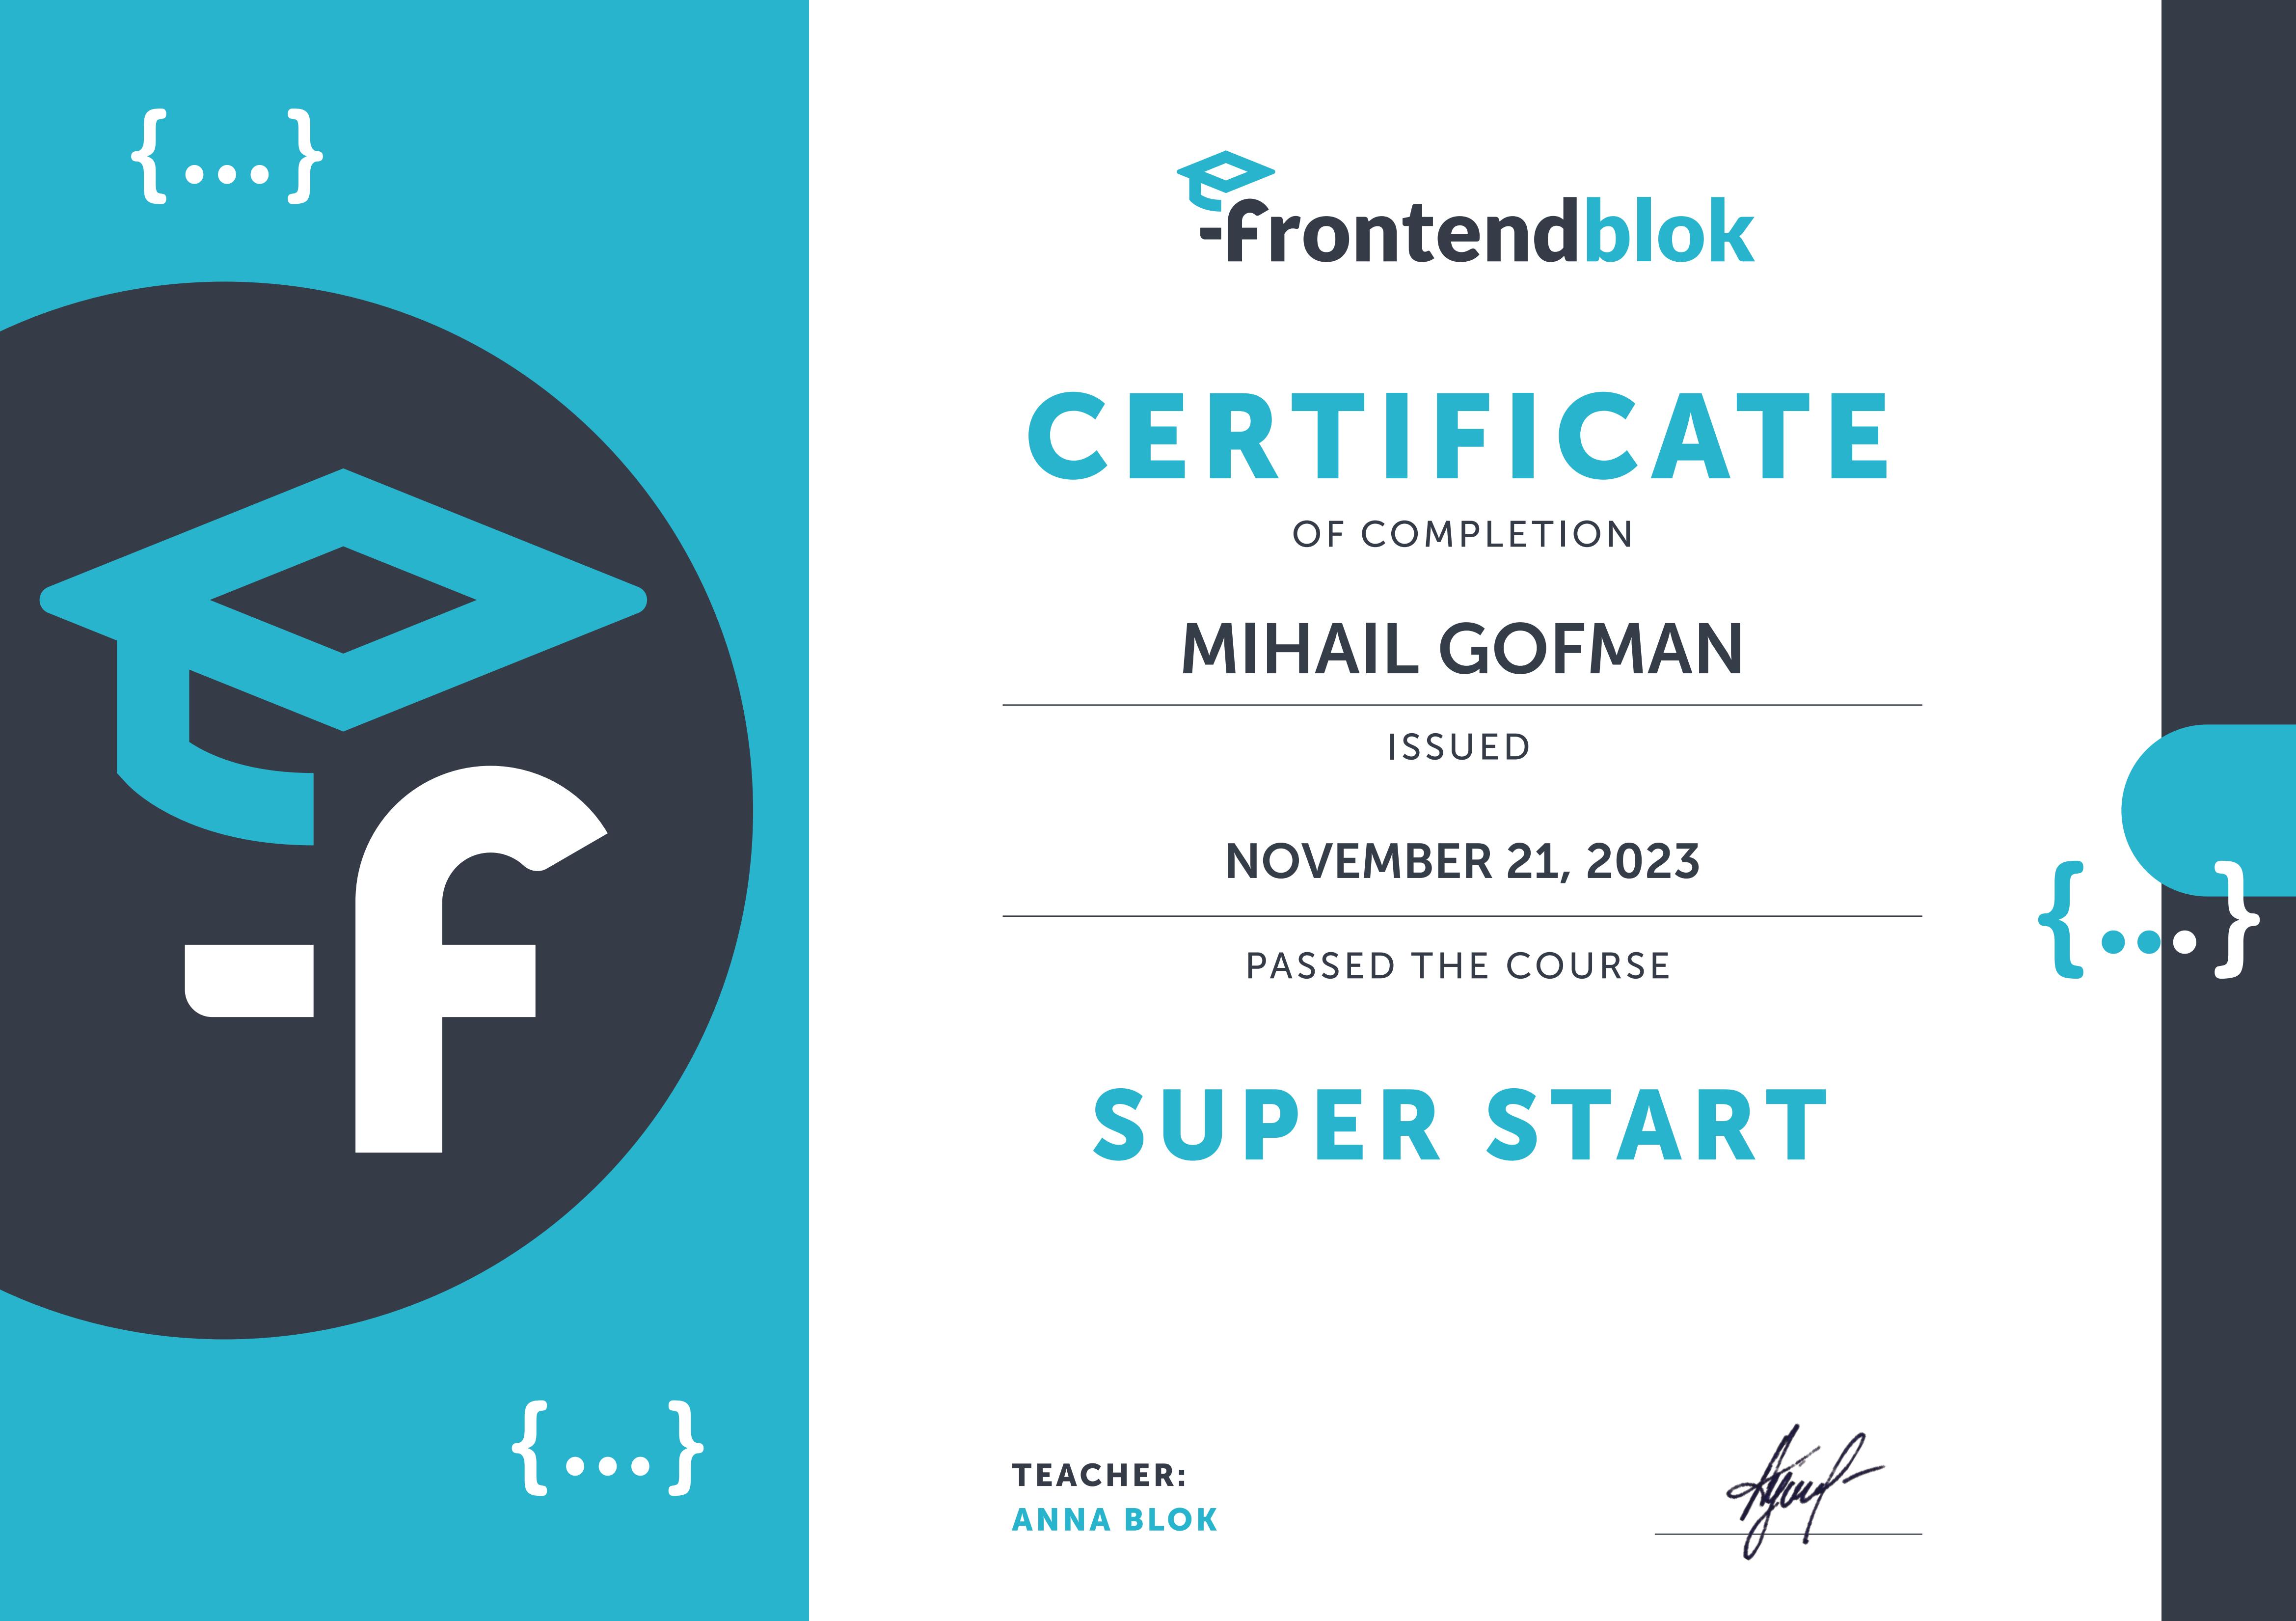 {...}
frontendblok
CERTIFICATE
OF COMPLETION
MIHAIL GOFMAN
ISSUED
NOVEMBER 21, 2023
PASSED THE COURSE
SUPER START
TEACHER:
ANNA BLOK
-f
{...}
{...}